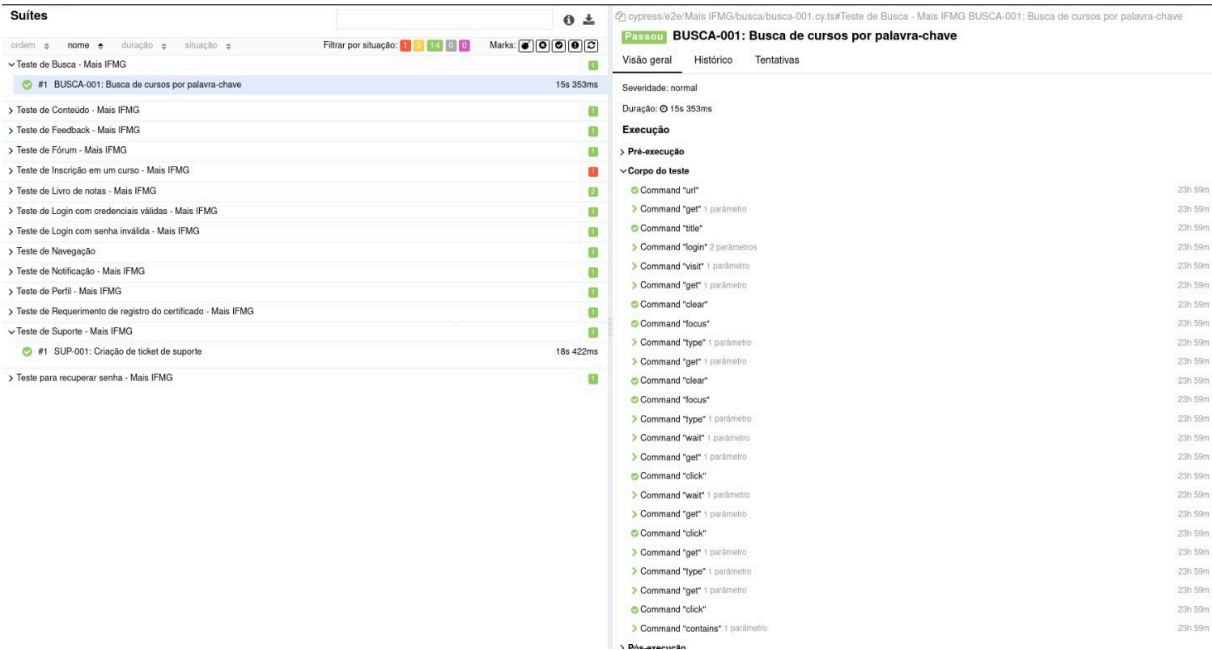 Suítes
ordem nome duração situação Filtrar por situação: 1 0 14 0 0 Marks:
Teste de Busca - Mais IFMG 1
#1 BUSCA-001: Busca de cursos por palavra-chave 15s 353ms
Teste de Conteúdo - Mais IFMG 1
Teste de Feedback - Mais IFMG 1
Teste de Fórum - Mais IFMG 1
Teste de Inscrição em um curso - Mais IFMG 1
Teste de Livro de notas - Mais IFMG 2
Teste de Login com credenciais válidas - Mais IFMG 1
Teste de Login com senha inválida - Mais IFMG 1
Teste de Navegação 1
Teste de Notificação - Mais IFMG 1
Teste de Perfil - Mais IFMG 1
Teste de Requerimento de registro do certificado - Mais IFMG 1
Teste de Suporte - Mais IFMG 1
#1 SUP-001: Criação de ticket de suporte 18s 422ms
Teste para recuperar senha - Mais IFMG 1
cypress/e2e/Mais IFMG/busca/busca-001.cy.ts#Teste de Busca - Mais IFMG BUSCA-001: Busca de cursos por palavra-chave
Passou BUSCA-001: Busca de cursos por palavra-chave
Visão geral Histórico Tentativas
Severidade: normal
Duração: 15s 353ms
Execução
Pré-execução
Corpo do teste
Command "url" 23h 59m
Command "get" 1 parâmetro 23h 59m
Command "title" 23h 59m
Command "login" 2 parâmetros 23h 59m
Command "visit" 1 parâmetro 23h 59m
Command "get" 1 parâmetro 23h 59m
Command "clear" 23h 59m
Command "focus" 23h 59m
Command "type" 1 parâmetro 23h 59m
Command "get" 1 parâmetro 23h 59m
Command "clear" 23h 59m
Command "focus" 23h 59m
Command "type" 1 parâmetro 23h 59m
Command "wait" 1 parâmetro 23h 59m
Command "get" 1 parâmetro 23h 59m
Command "click" 23h 59m
Command "wait" 1 parâmetro 23h 59m
Command "get" 1 parâmetro 23h 59m
Command "click" 23h 59m
Command "get" 1 parâmetro 23h 59m
Command "type" 1 parâmetro 23h 59m
Command "get" 1 parâmetro 23h 59m
Command "click" 23h 59m
Command "contains" 1 parâmetro 23h 59m
Pós-execução